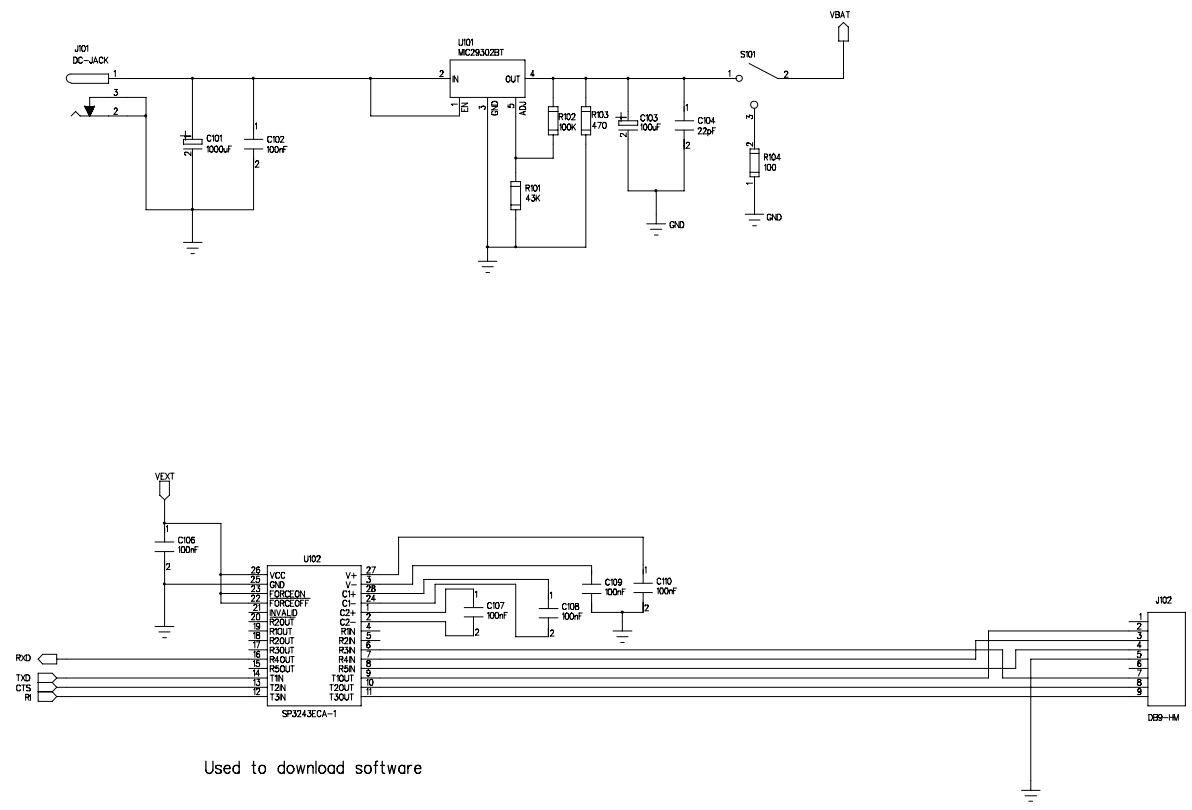 VBAT
J101
DC-JACK
1
3
2
C101
1000uF
2
1
C102
100nF
2
U101
MIC29302BT
2 IN OUT 4
1 EN
3 GND
5 ADJ
R102
100K
R103
470
R101
43K
C103
100uF
2
1
C104
22pF
2
GND
S101
1
2
3
2
R104
100
1
GND
VEXT
1
C106
100nF
2
U102
26 VCC V+ 27
25 GND V- 3
23 FORCEON C1+ 28
22 FORCEOFF C1- 24
21 INVALID C2+ 1
20 R2OUT C2- 2
19 R1OUT R1IN 4
18 R2OUT R2IN 5
17 R3OUT R3IN 6
16 R4OUT R4IN 7
15 R5OUT R5IN 8
14 T1IN T1OUT 9
13 T2IN T2OUT 10
12 T3IN T3OUT 11
SP3243ECA-1
RXD
TXD
CTS
RI
1
C107
100nF
2
1
C108
100nF
2
C109
100nF
1
C110
100nF
2
J102
1
2
3
4
5
6
7
8
9
DB9-HM
Used to download software